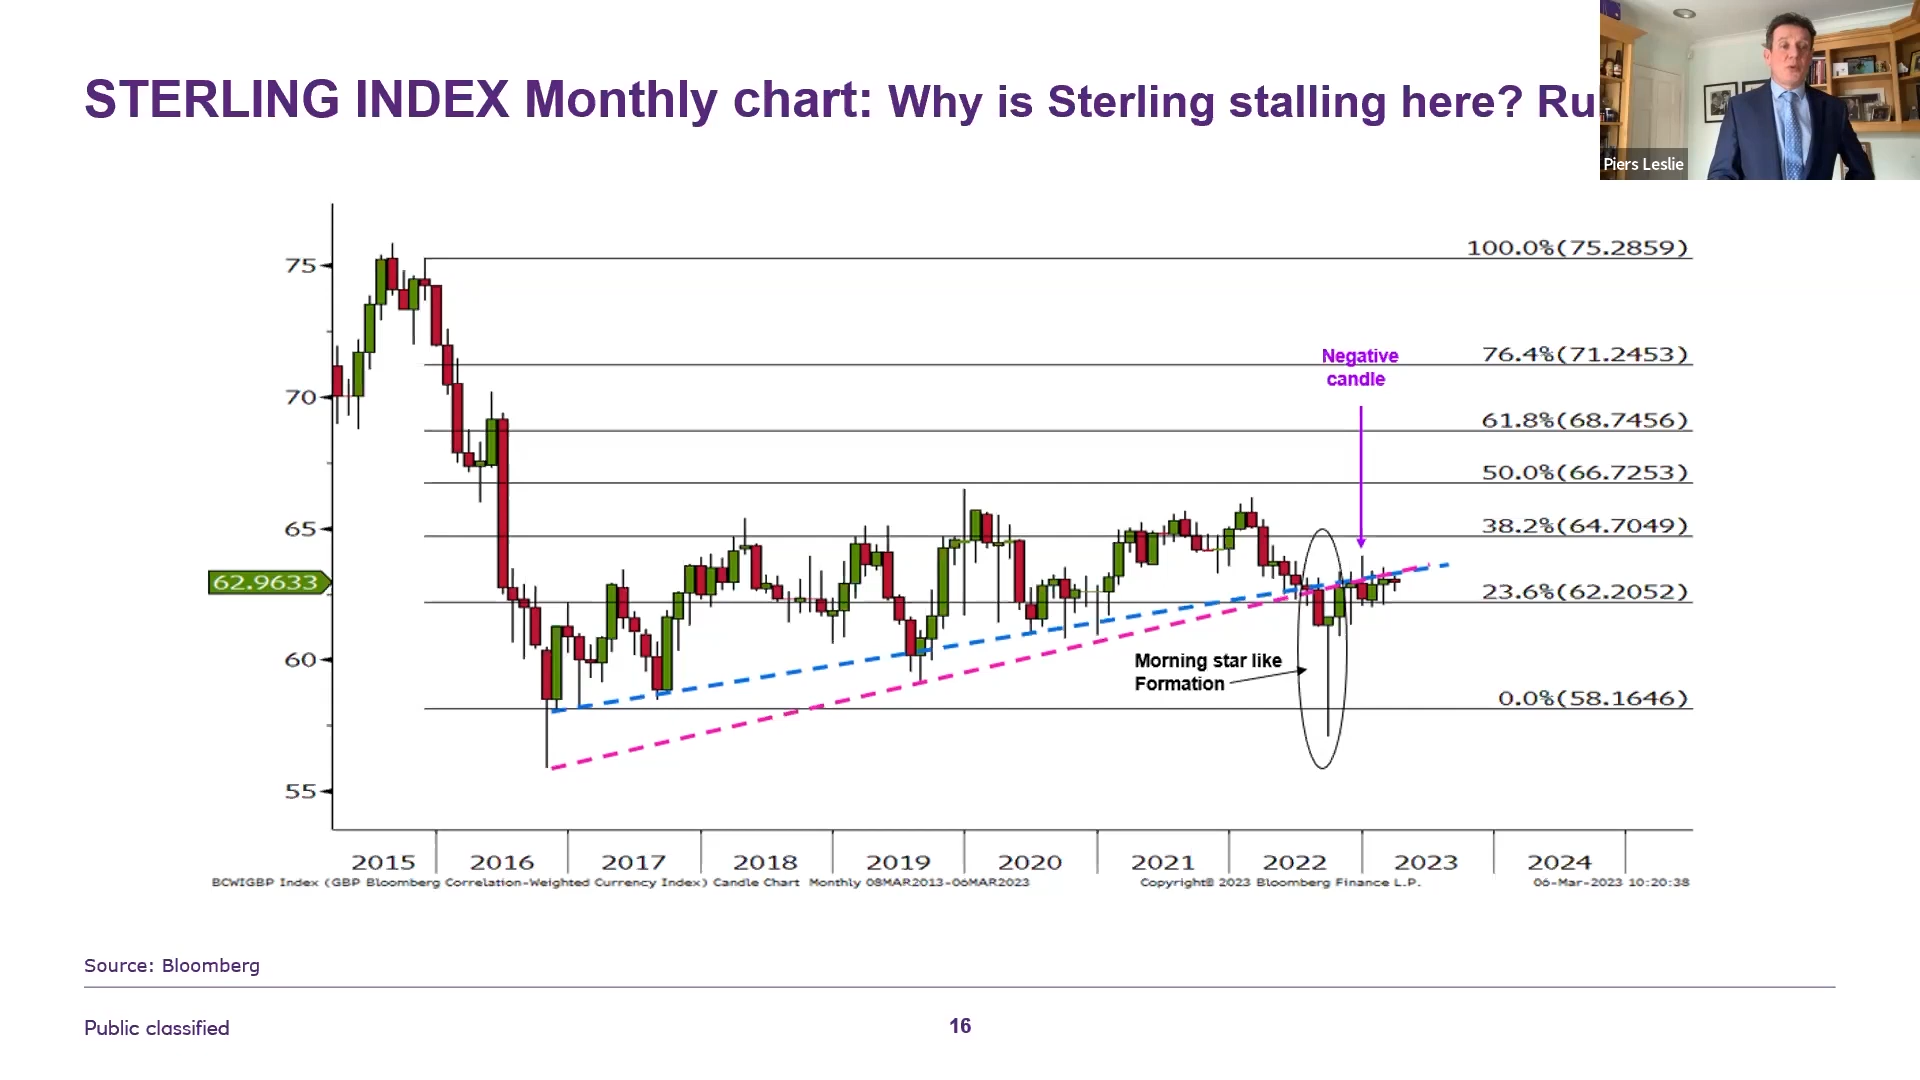 STERLING INDEX Monthly chart: Why is Sterling stalling here? Ru
Piers Leslie
100.0%(75.2859)
75
Negative
candle
76.4%(71.2453)
70
61.8%(68.7456)
50.0%(66.7253)
65
38.2%(64.7049)
62.9633
23.6%(62.2052)
60
Morning star like
Formation
0.0%(58.1646)
55
2015 2016 2017 2018 2019 2020 2021 2022 2023 2024
BCWIGBP Index (GBP Bloomberg Correlation-Weighted Currency Index) Candle Chart Monthly 08MAR2013-06MAR2023 Copyright© 2023 Bloomberg Finance L.P. 06-Mar-2023 10:20:38
Source: Bloomberg
Public classified
16